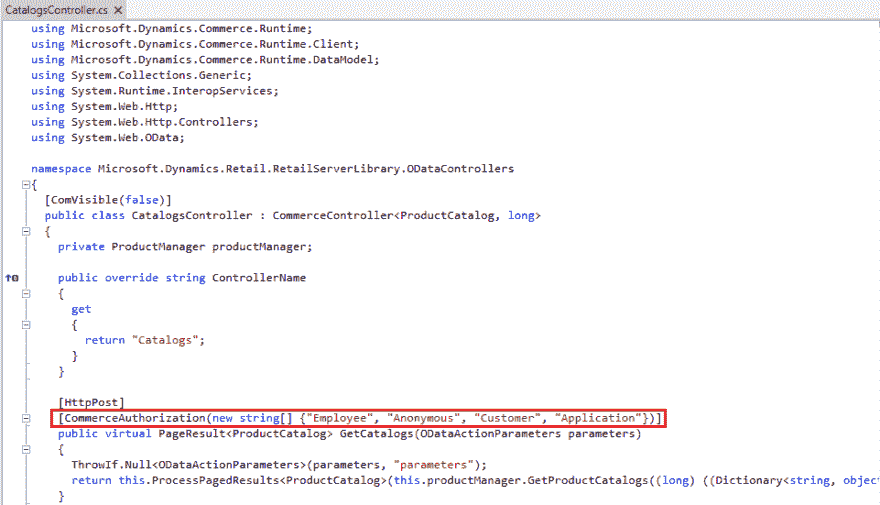 CatalogsController.cs
using Microsoft.Dynamics.Commerce.Runtime;
using Microsoft.Dynamics.Commerce.Runtime.Client;
using Microsoft.Dynamics.Commerce.Runtime.DataModel;
using System.Collections.Generic;
using System.Runtime.InteropServices;
using System.Web.Http;
using System.Web.Http.Controllers;
using System.Web.OData;
namespace Microsoft.Dynamics.Retail.RetailServerLibrary.ODataControllers
{
[ComVisible(false)]
public class CatalogsController : CommerceController<ProductCatalog, long>
{
private ProductManager productManager;
public override string ControllerName
{
get
{
return "Catalogs";
}
}
[HttpPost]
[CommerceAuthorization(new string[] {"Employee", "Anonymous", "Customer", "Application"})]
public virtual PageResult<ProductCatalog> GetCatalogs(ODataActionParameters parameters)
{
ThrowIf.Null<ODataActionParameters>(parameters, "parameters");
return this.ProcessPagedResults<ProductCatalog>(this.productManager.GetProductCatalogs((long) ((Dictionary<string, object
}